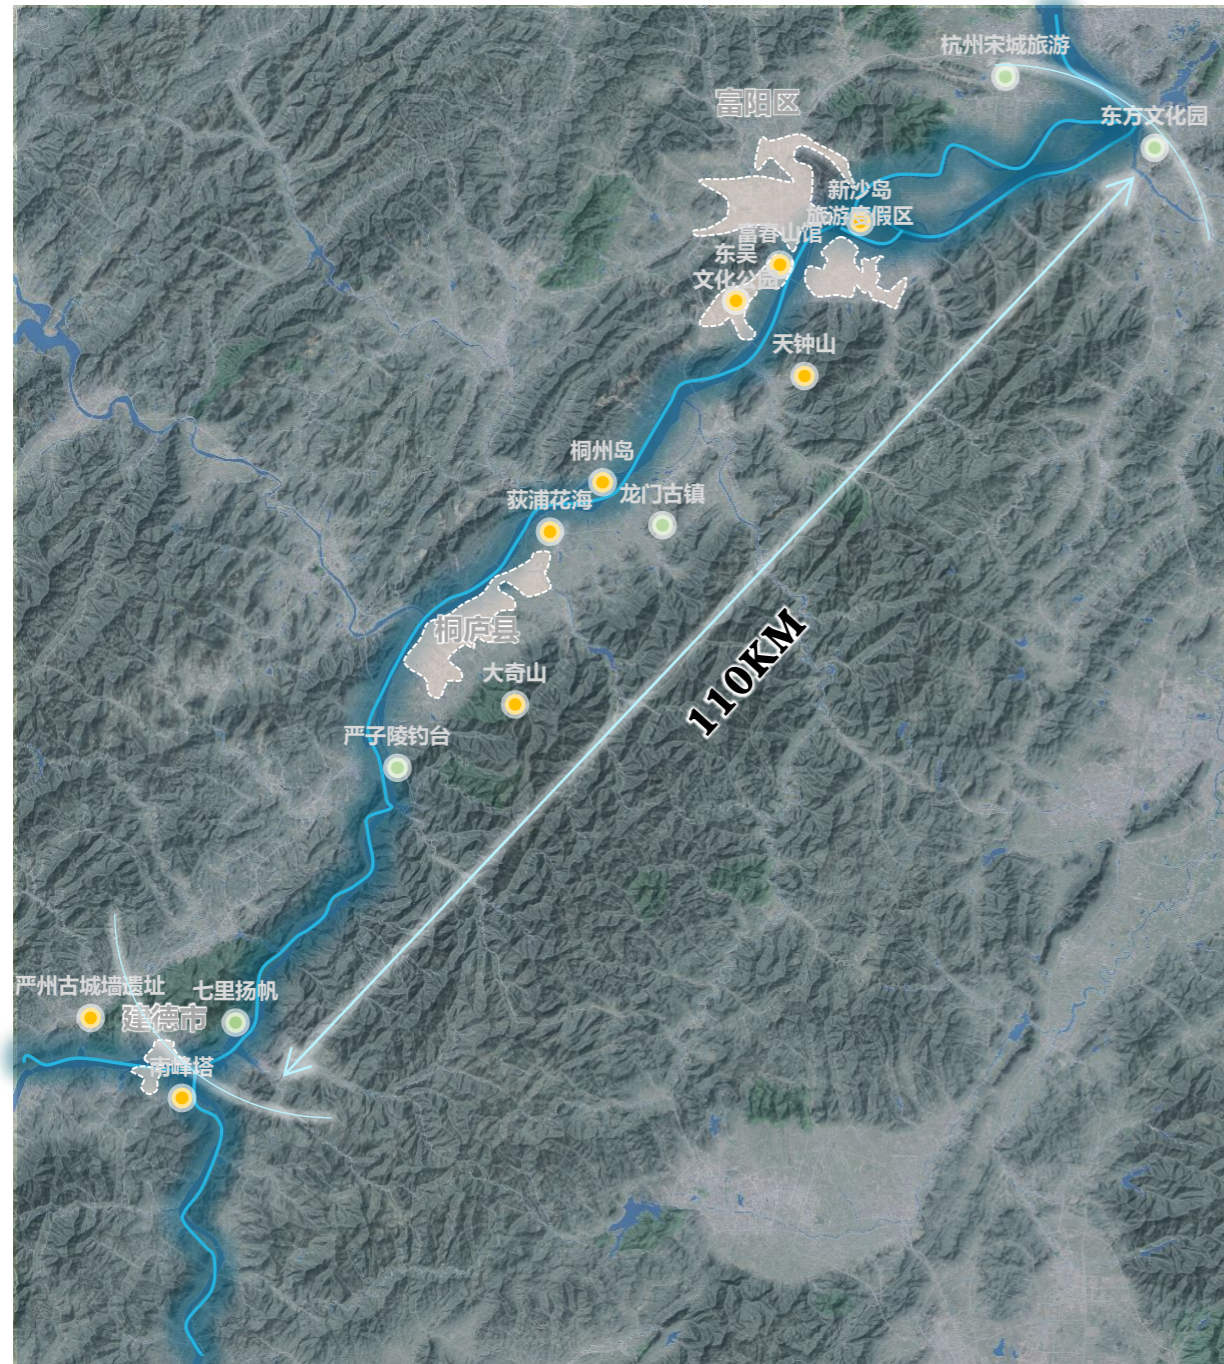 杭州宋城旅游
富阳区
东方文化园
新沙岛
旅游度假区
富春山馆
东吴
文化公园
天钟山
桐州岛
荻浦花海
龙门古镇
桐庐县
110KM
大奇山
严子陵钓台
严州古城墙遗址
七里扬帆
建德市
南峰塔